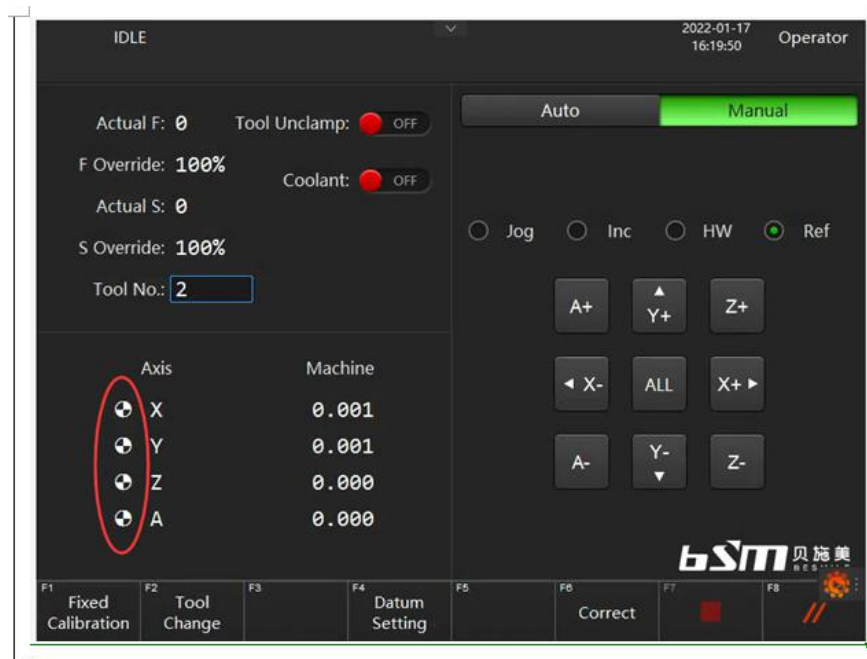 IDLE
2022-01-17
16:19:50
Operator
Actual F: 0
Tool Unclamp: OFF
F Override: 100%
Coolant: OFF
Actual S: 0
S Override: 100%
Tool No.: 2
Auto
Manual
Jog
Inc
HW
Ref
A+
Y+
Z+
X-
ALL
X+
A-
Y-
Z-
Axis
Machine
X 0.001
Y 0.001
Z 0.000
A 0.000
bsm 贝施美
F1
Fixed
Calibration
F2
Tool
Change
F3
F4
Datum
Setting
F5
F6
Correct
F7
F8